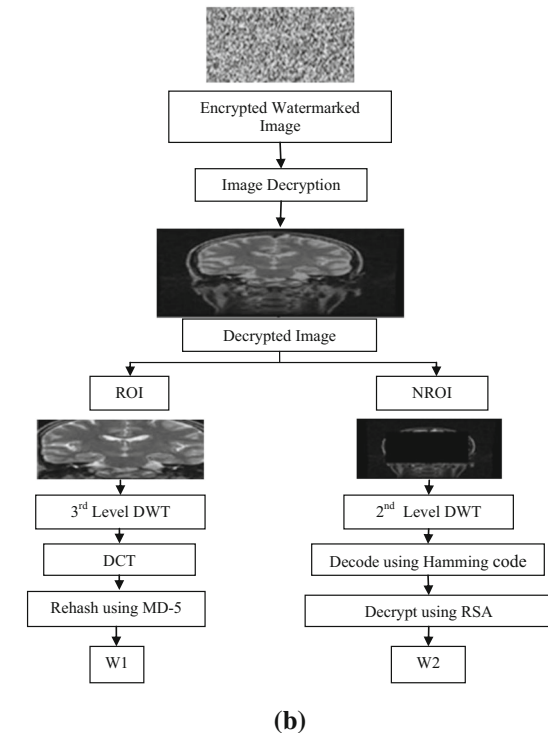 Encrypted Watermarked
Image
Image Decryption
Decrypted Image
ROI
NROI
3rd Level DWT
2nd Level DWT
DCT
Decode using Hamming code
Rehash using MD-5
Decrypt using RSA
W1
W2
(b)